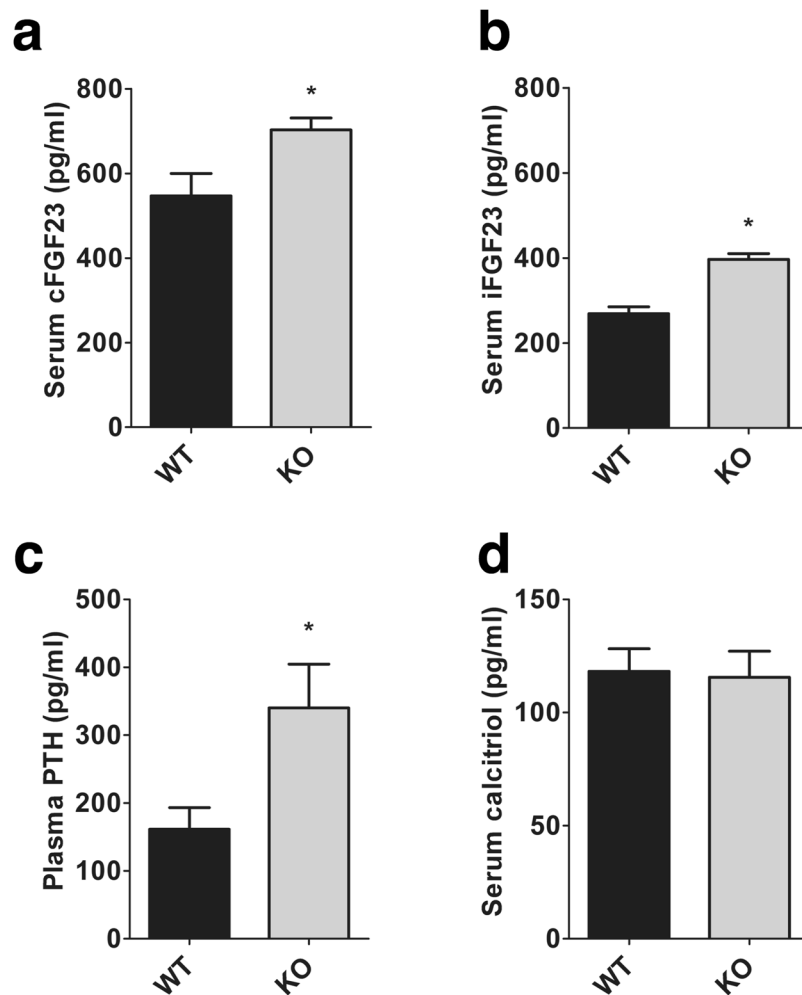 a
Serum cFGF23 (pg/ml)
800
600
400
200
0
*
WT
KO
b
Serum iFGF23 (pg/ml)
800
600
400
200
0
*
WT
KO
c
Plasma PTH (pg/ml)
500
400
300
200
100
0
*
WT
KO
d
Serum calcitriol (pg/ml)
150
100
50
0
WT
KO